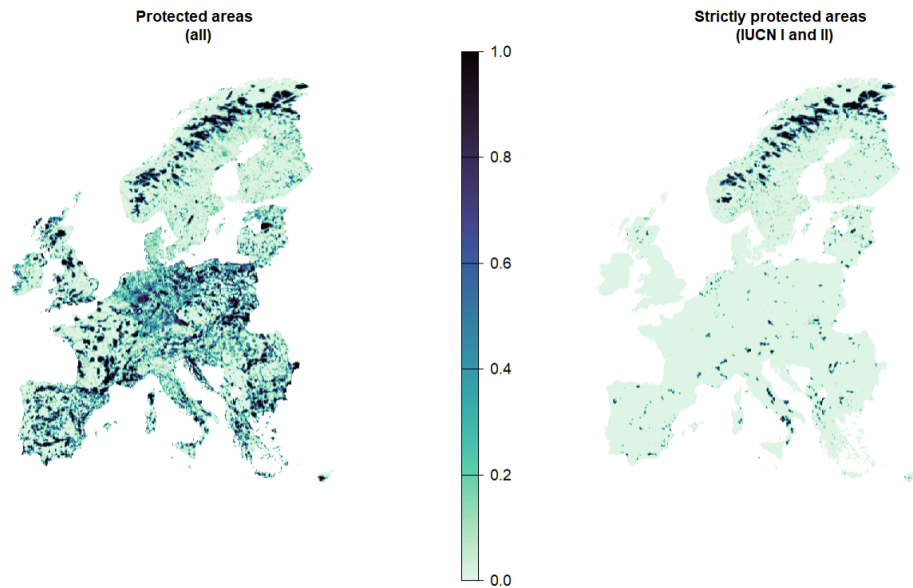 Protected areas
(all)
Strictly protected areas
(IUCN I and II)
1.0
0.8
0.6
0.4
0.2
0.0